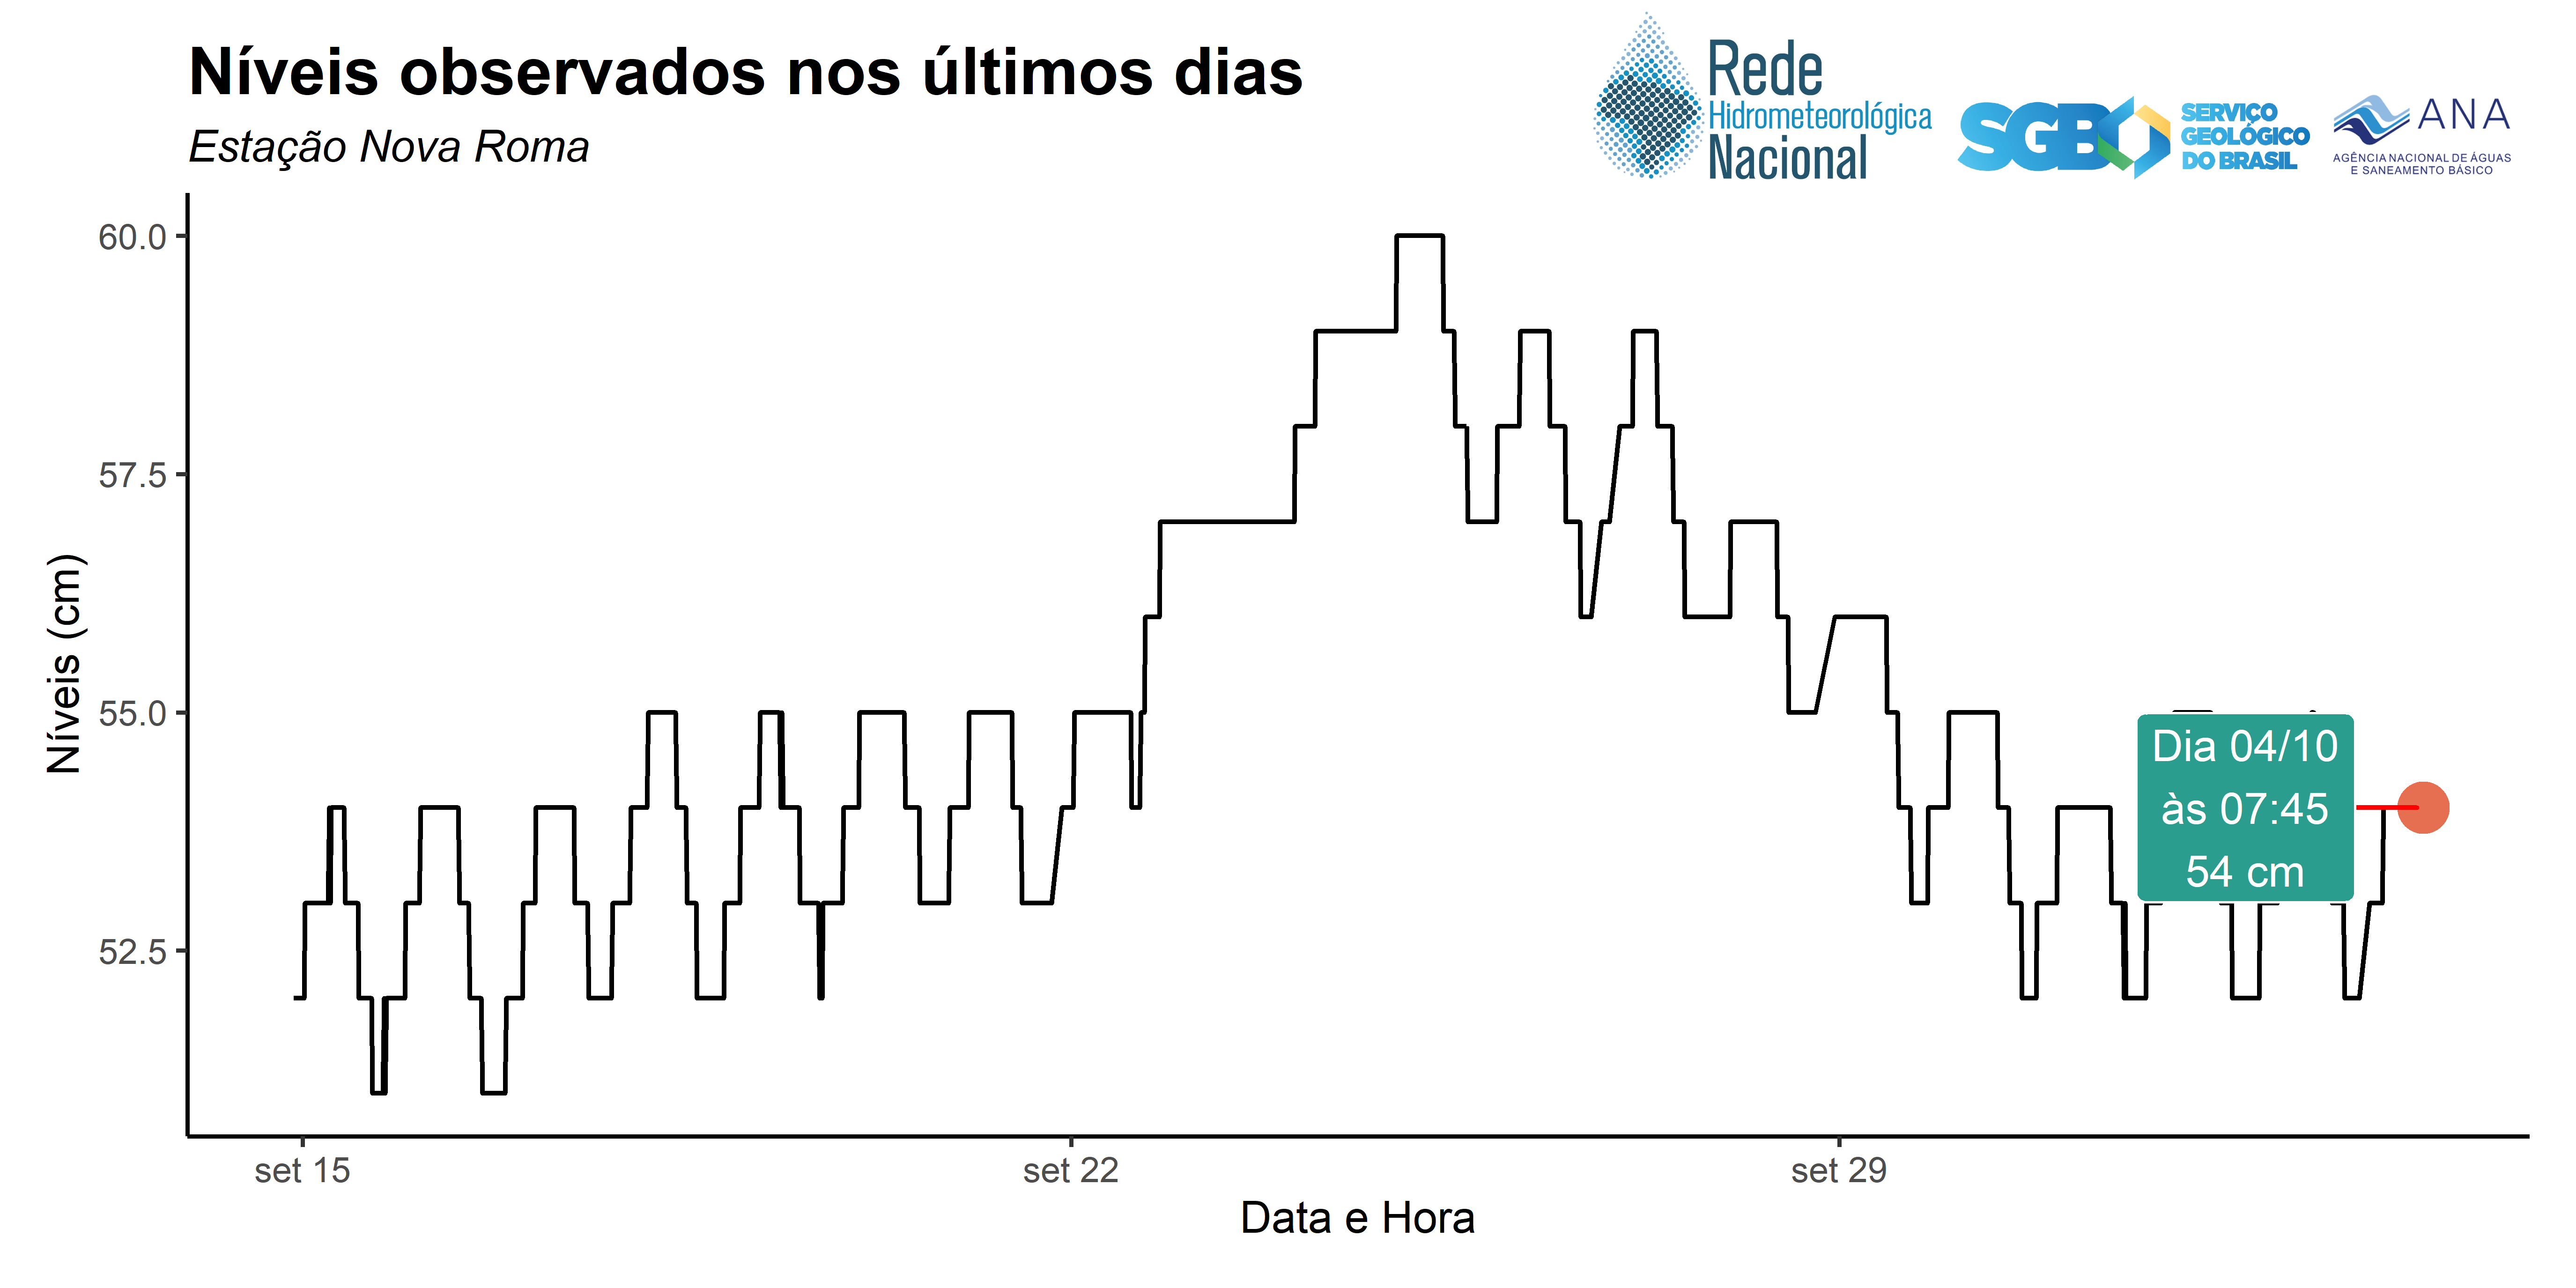 Níveis observados nos últimos dias
Estação Nova Roma
Rede
Hidrometeorológica
Nacional
SGB
SERVIÇO
GEOLÓGICO
DO BRASIL
ANA
AGÊNCIA NACIONAL DE ÁGUAS
E SANEAMENTO BÁSICO
Níveis (cm)
60.0
57.5
55.0
52.5
Dia 04/10
às 07:45
54 cm
set 15
set 22
set 29
Data e Hora